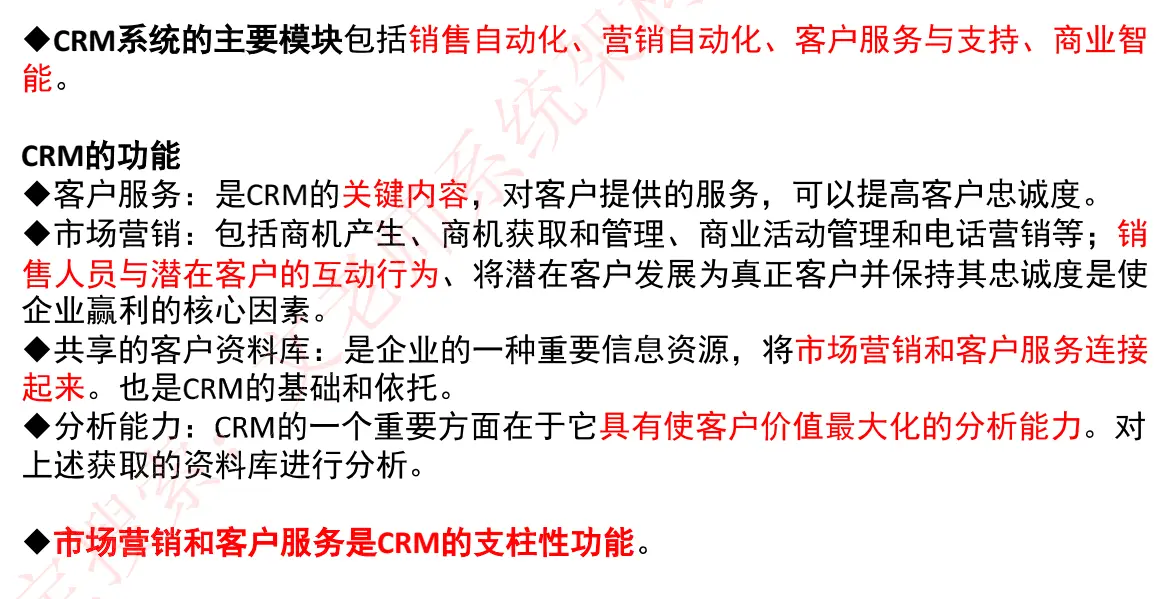 ◆CRM系统的主要模块包括销售自动化、营销自动化、客户服务与支持、商业智
能。
CRM的功能
◆客户服务：是CRM的关键内容，对客户提供的服务，可以提高客户忠诚度。
◆市场营销：包括商机产生、商机获取和管理、商业活动管理和电话营销等；销
售人员与潜在客户的互动行为、将潜在客户发展为真正客户并保持其忠诚度是使
企业赢利的核心因素。
◆共享的客户资料库：是企业的一种重要信息资源，将市场营销和客户服务连接
起来。也是CRM的基础和依托。
◆分析能力：CRM的一个重要方面在于它具有使客户价值最大化的分析能力。对
上述获取的资料库进行分析。
◆市场营销和客户服务是CRM的支柱性功能。